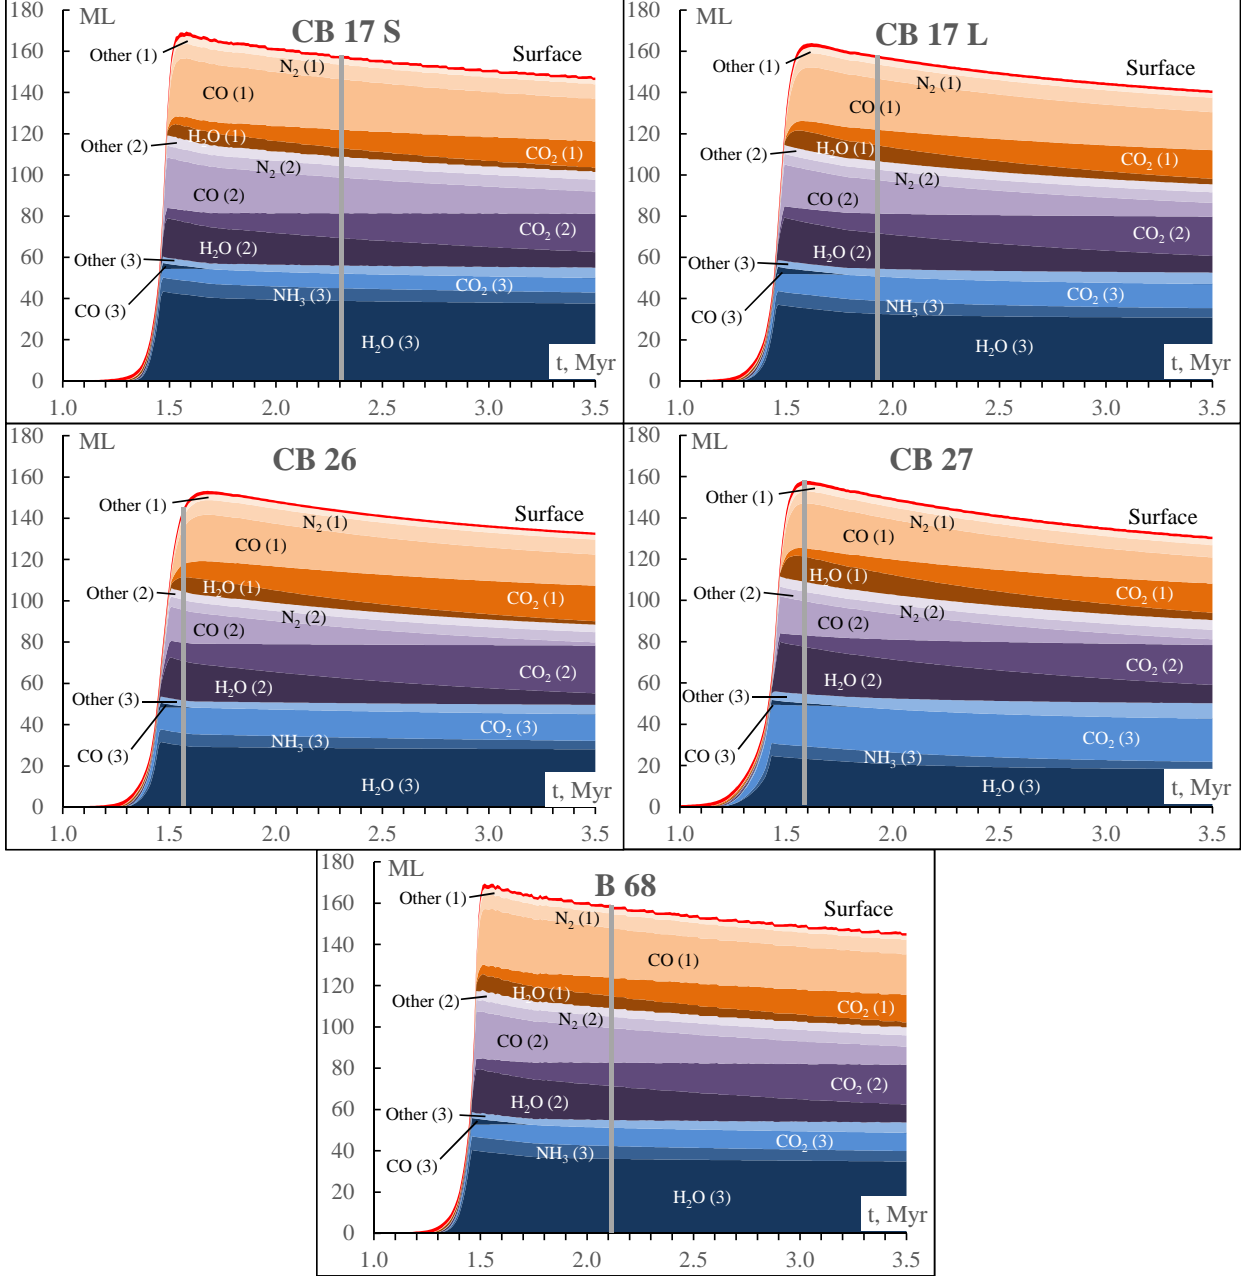 CB 17 S
ML
180
160
140
120
100
80
60
40
20
0
Other (1)
N₂ (1)
Surface
CO (1)
H₂O (1)
Other (2)
CO₂ (1)
N₂ (2)
CO (2)
CO₂ (2)
H₂O (2)
Other (3)
CO₂ (3)
NH₃ (3)
CO (3)
H₂O (3)
t, Myr
1.0 1.5 2.0 2.5 3.0 3.5
CB 17 L
ML
180
160
140
120
100
80
60
40
20
0
Other (1)
N₂ (1)
Surface
CO (1)
H₂O (1)
Other (2)
CO₂ (1)
N₂ (2)
CO (2)
CO₂ (2)
H₂O (2)
Other (3)
CO₂ (3)
NH₃ (3)
CO (3)
H₂O (3)
t, Myr
1.0 1.5 2.0 2.5 3.0 3.5
CB 26
ML
180
160
140
120
100
80
60
40
20
0
Other (1)
N₂ (1)
Surface
CO (1)
H₂O (1)
Other (2)
CO₂ (1)
N₂ (2)
CO (2)
CO₂ (2)
H₂O (2)
Other (3)
CO₂ (3)
NH₃ (3)
CO (3)
H₂O (3)
t, Myr
1.0 1.5 2.0 2.5 3.0 3.5
CB 27
ML
180
160
140
120
100
80
60
40
20
0
Other (1)
N₂ (1)
Surface
CO (1)
H₂O (1)
Other (2)
CO₂ (1)
N₂ (2)
CO (2)
CO₂ (2)
H₂O (2)
Other (3)
CO₂ (3)
NH₃ (3)
CO (3)
H₂O (3)
t, Myr
1.0 1.5 2.0 2.5 3.0 3.5
B 68
ML
180
160
140
120
100
80
60
40
20
0
Other (1)
N₂ (1)
Surface
CO (1)
H₂O (1)
Other (2)
CO₂ (1)
N₂ (2)
CO (2)
CO₂ (2)
H₂O (2)
Other (3)
CO₂ (3)
NH₃ (3)
CO (3)
H₂O (3)
t, Myr
1.0 1.5 2.0 2.5 3.0 3.5